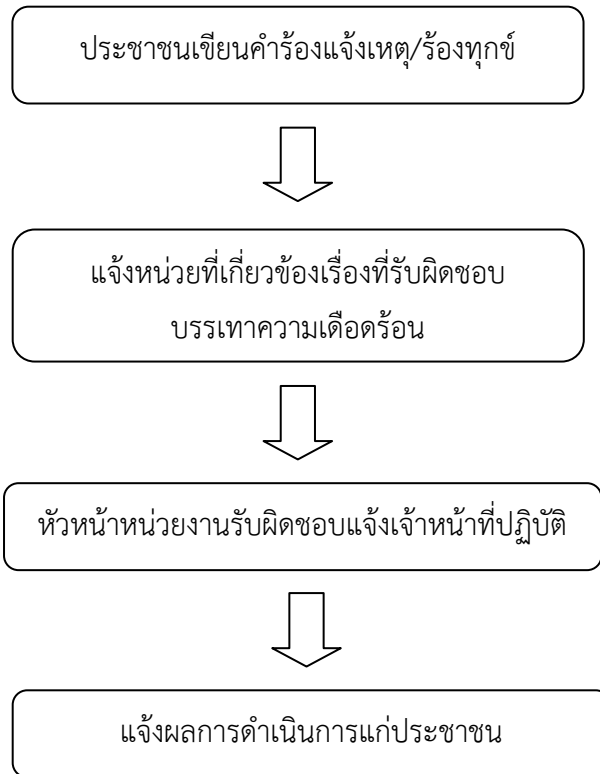 ประชาชนเขียนคำร้องแจ้งเหตุ/ร้องทุกข์
แจ้งหน่วยที่เกี่ยวข้องเรื่องที่รับผิดชอบ
บรรเทาความเดือดร้อน
หัวหน้าหน่วยงานรับผิดชอบแจ้งเจ้าหน้าที่ปฏิบัติ
แจ้งผลการดำเนินการแก่ประชาชน